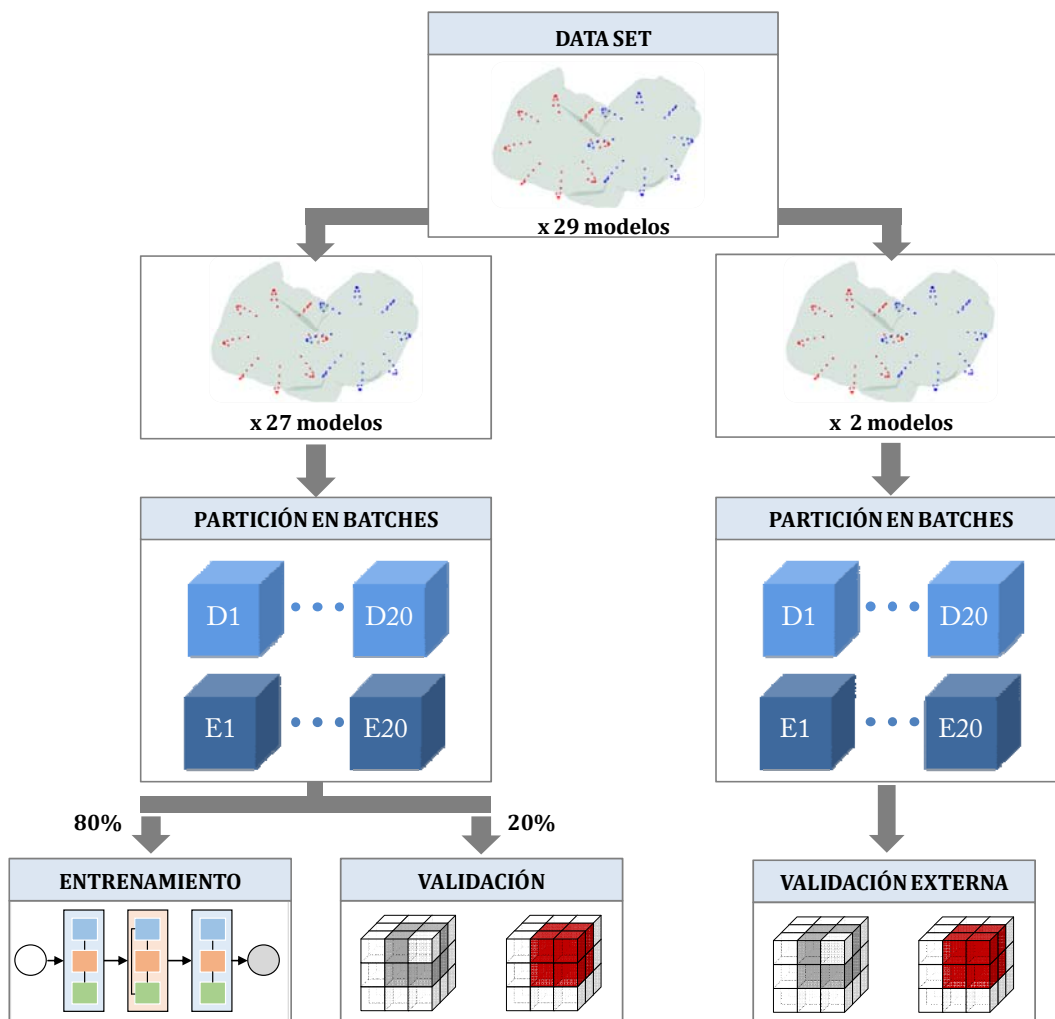 DATA SET
x 29 modelos
x 27 modelos
x 2 modelos
PARTICIÓN EN BATCHES
PARTICIÓN EN BATCHES
D1 D20
D1 D20
E1 E20
E1 E20
80%
20%
ENTRENAMIENTO
VALIDACIÓN
VALIDACIÓN EXTERNA